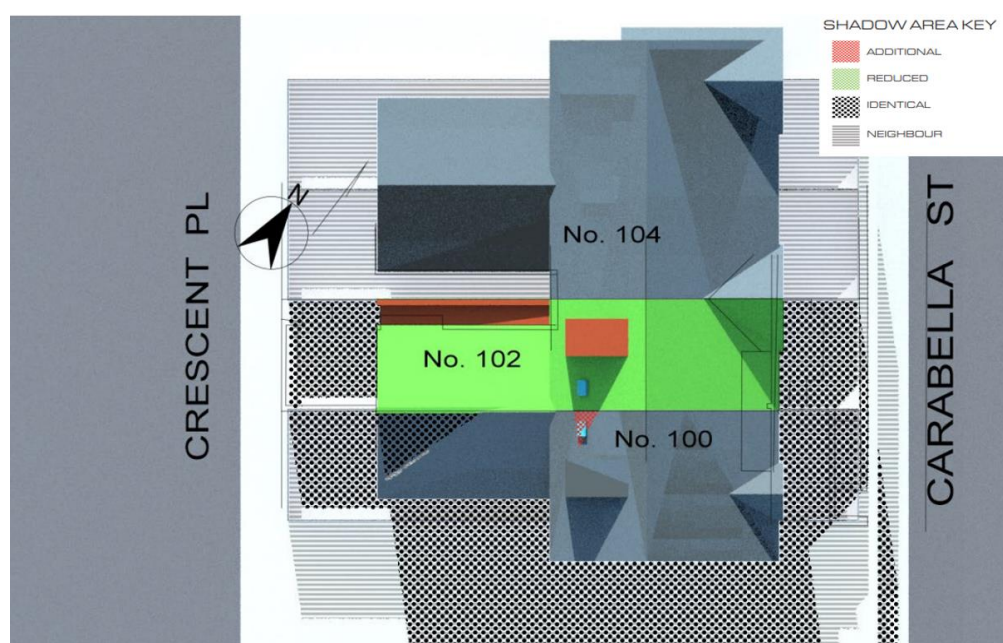 SHADOW AREA KEY
ADDITIONAL
REDUCED
IDENTICAL
NEIGHBOUR
CRESCENT PL
N
No. 104
No. 102
No. 100
CARABELLA ST